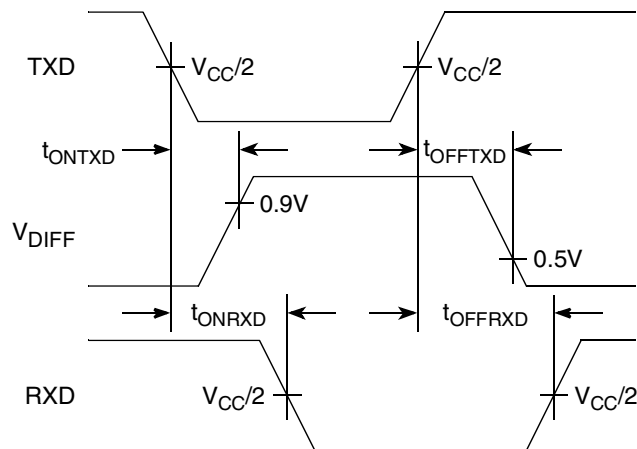 TXD
V_CC/2
V_CC/2
t_ONTXD
t_OFFTXD
V_DIFF
0.9V
0.5V
t_ONRXD
t_OFFRXD
RXD
V_CC/2
V_CC/2